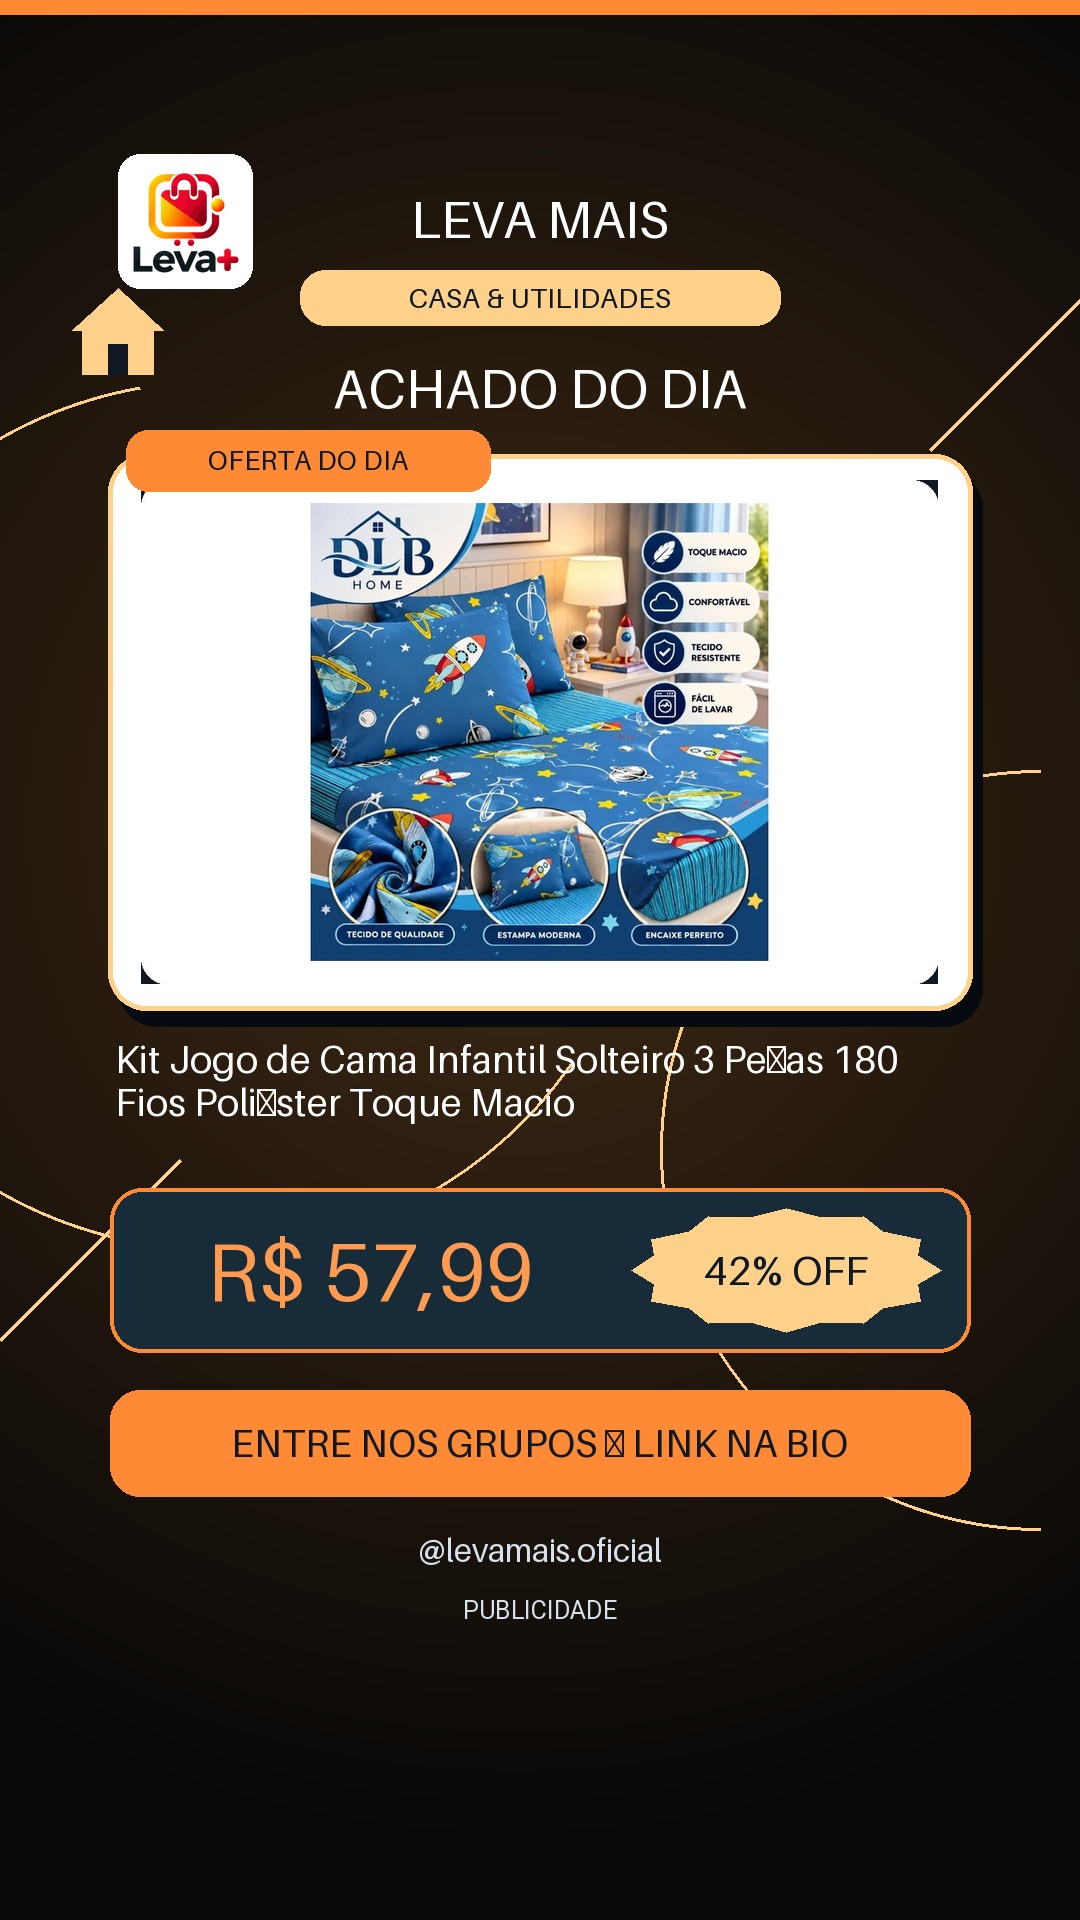 Leva+
LEVA MAIS
CASA & UTILIDADES
ACHADO DO DIA
OFERTA DO DIA
DLB
HOME
TOQUE MACIO
CONFORTÁVEL
TECIDO
RESISTENTE
FÁCIL
DE LAVAR
TECIDO DE QUALIDADE
ESTAMPA MODERNA
ENCAIXE PERFEITO
Kit Jogo de Cama Infantil Solteiro 3 Pe☒as 180
Fios Poli☒ster Toque Macio
R$ 57,99
42% OFF
ENTRE NOS GRUPOS ☒ LINK NA BIO
@levamais.oficial
PUBLICIDADE